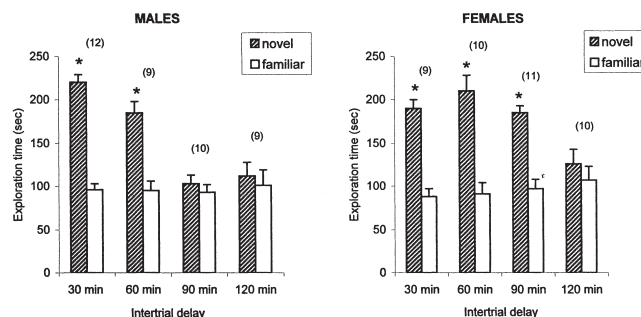 MALES
novel
familiar
Exploration time (sec)
250
200
150
100
50
0
*
(12)
*
(9)
(10)
(9)
30 min
60 min
90 min
120 min
Intertrial delay
FEMALES
novel
familiar
Exploration time (sec)
250
200
150
100
50
0
(9)
*
(10)
*
(11)
*
(10)
30 min
60 min
90 min
120 min
Intertrial delay